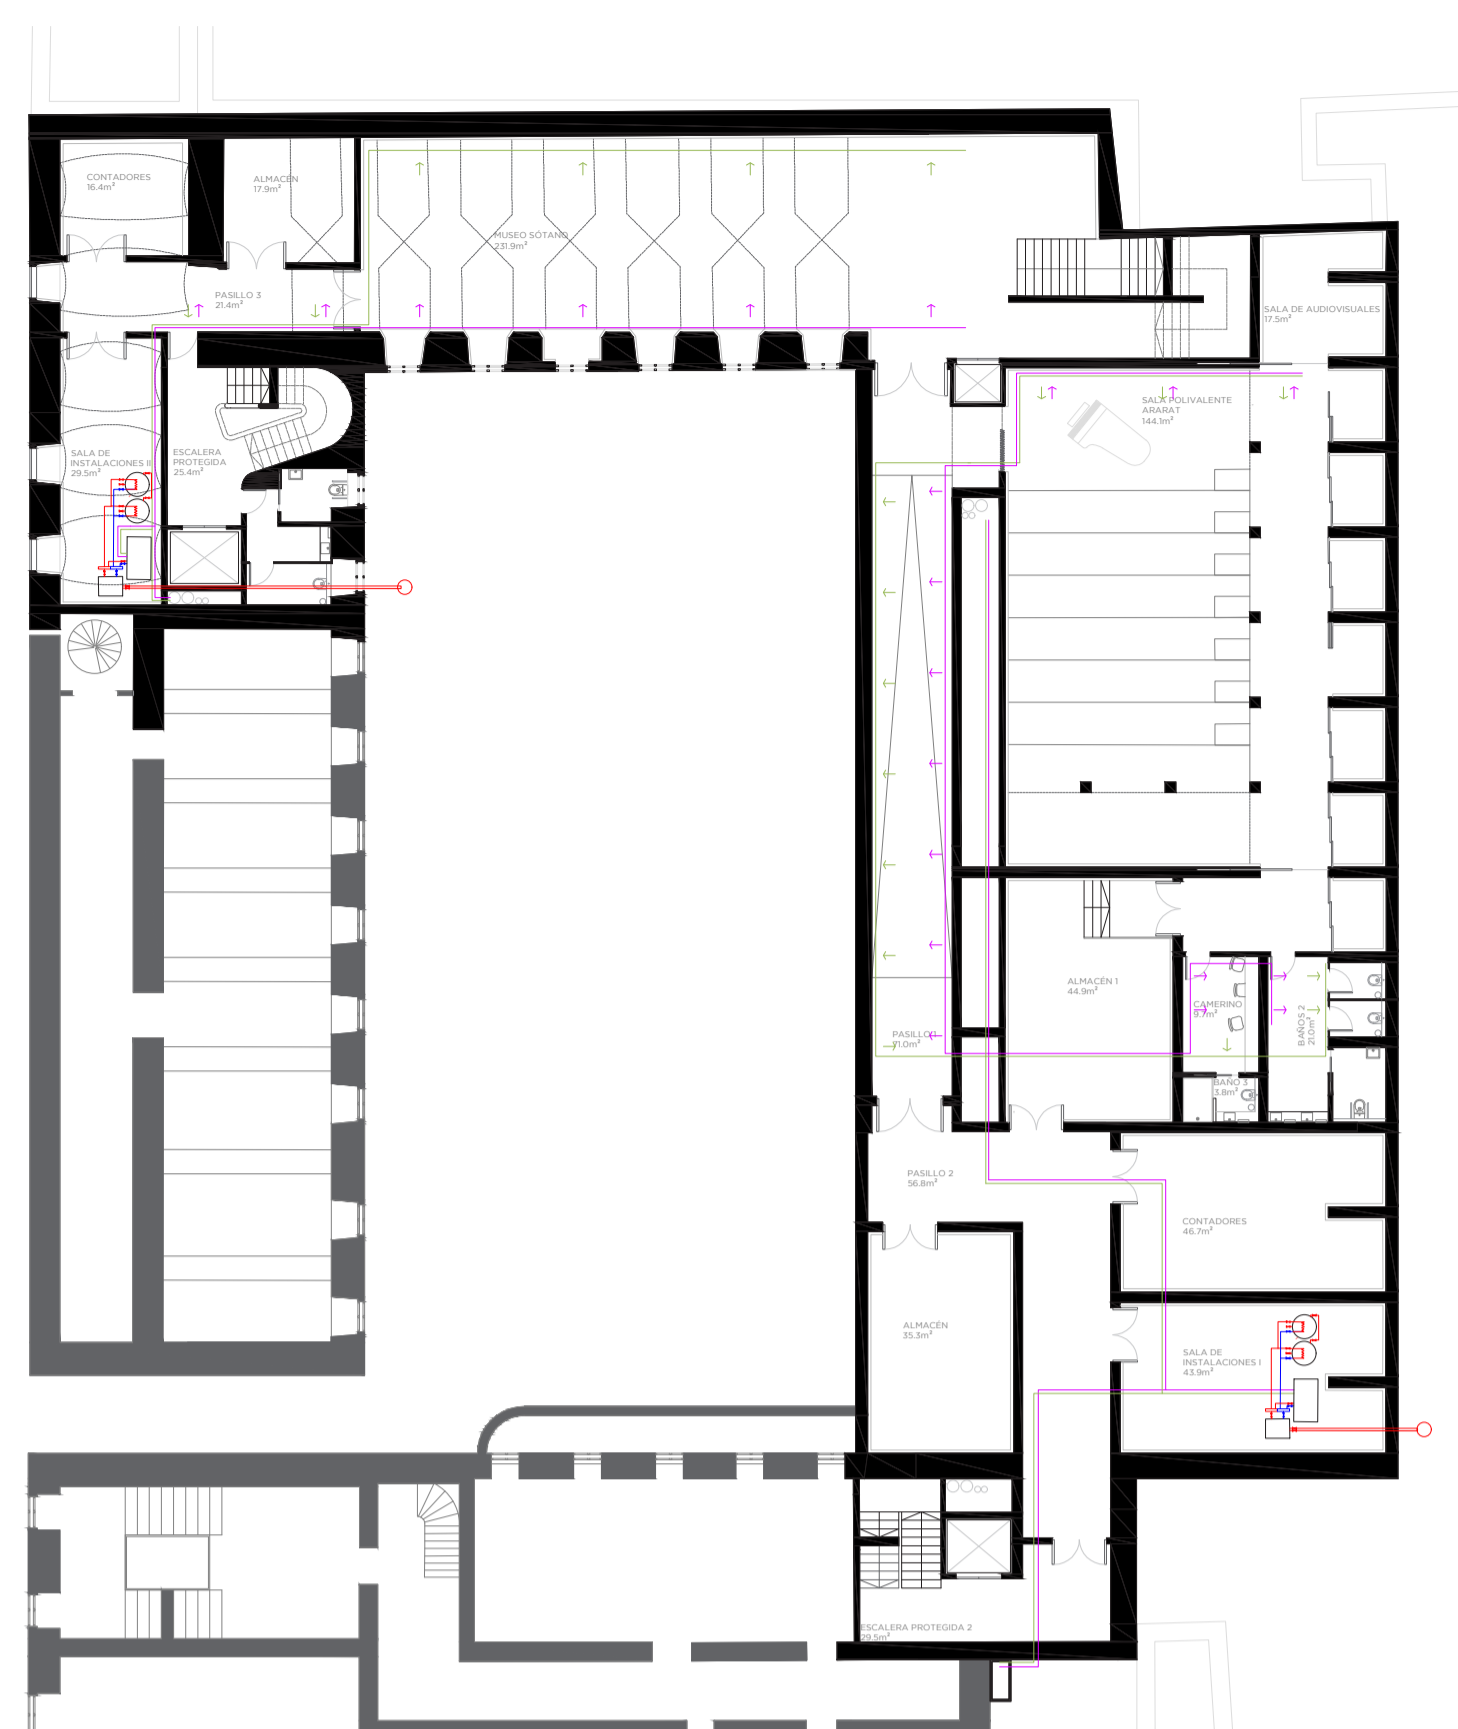 CONTADORES
16.4m²
ALMACÉN
17.9m²
MUSEO SÓTANO
231.9m²
PASILLO 3
21.4m²
SALA DE AUDIOVISUALES
17.5m²
SALA POLIVALENTE
ARARAT
144.1m²
SALA DE
INSTALACIONES II
29.5m²
ESCALERA
PROTEGIDA
25.4m²
ALMACÉN 1
44.9m²
CAMERINO
9.7m²
BAÑOS 2
21.0m²
PASILLO 1
71.0m²
BAÑO 3
3.8m²
PASILLO 2
56.8m²
CONTADORES
46.7m²
ALMACÉN
35.3m²
SALA DE
INSTALACIONES I
43.9m²
ESCALERA PROTEGIDA 2
29.5m²